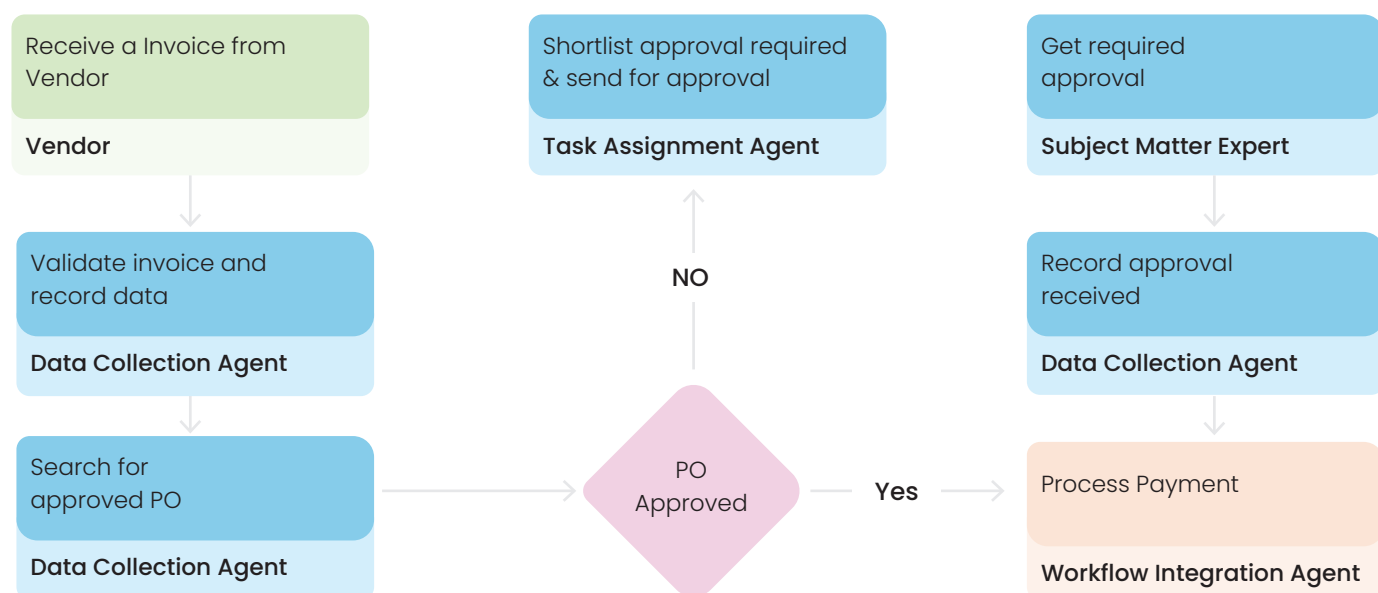 Receive a Invoice from
Vendor
Vendor
Validate invoice and
record data
Data Collection Agent
Search for
approved PO
Data Collection Agent
Shortlist approval required
& send for approval
Task Assignment Agent
NO
PO
Approved
Yes
Get required
approval
Subject Matter Expert
Record approval
received
Data Collection Agent
Process Payment
Workflow Integration Agent